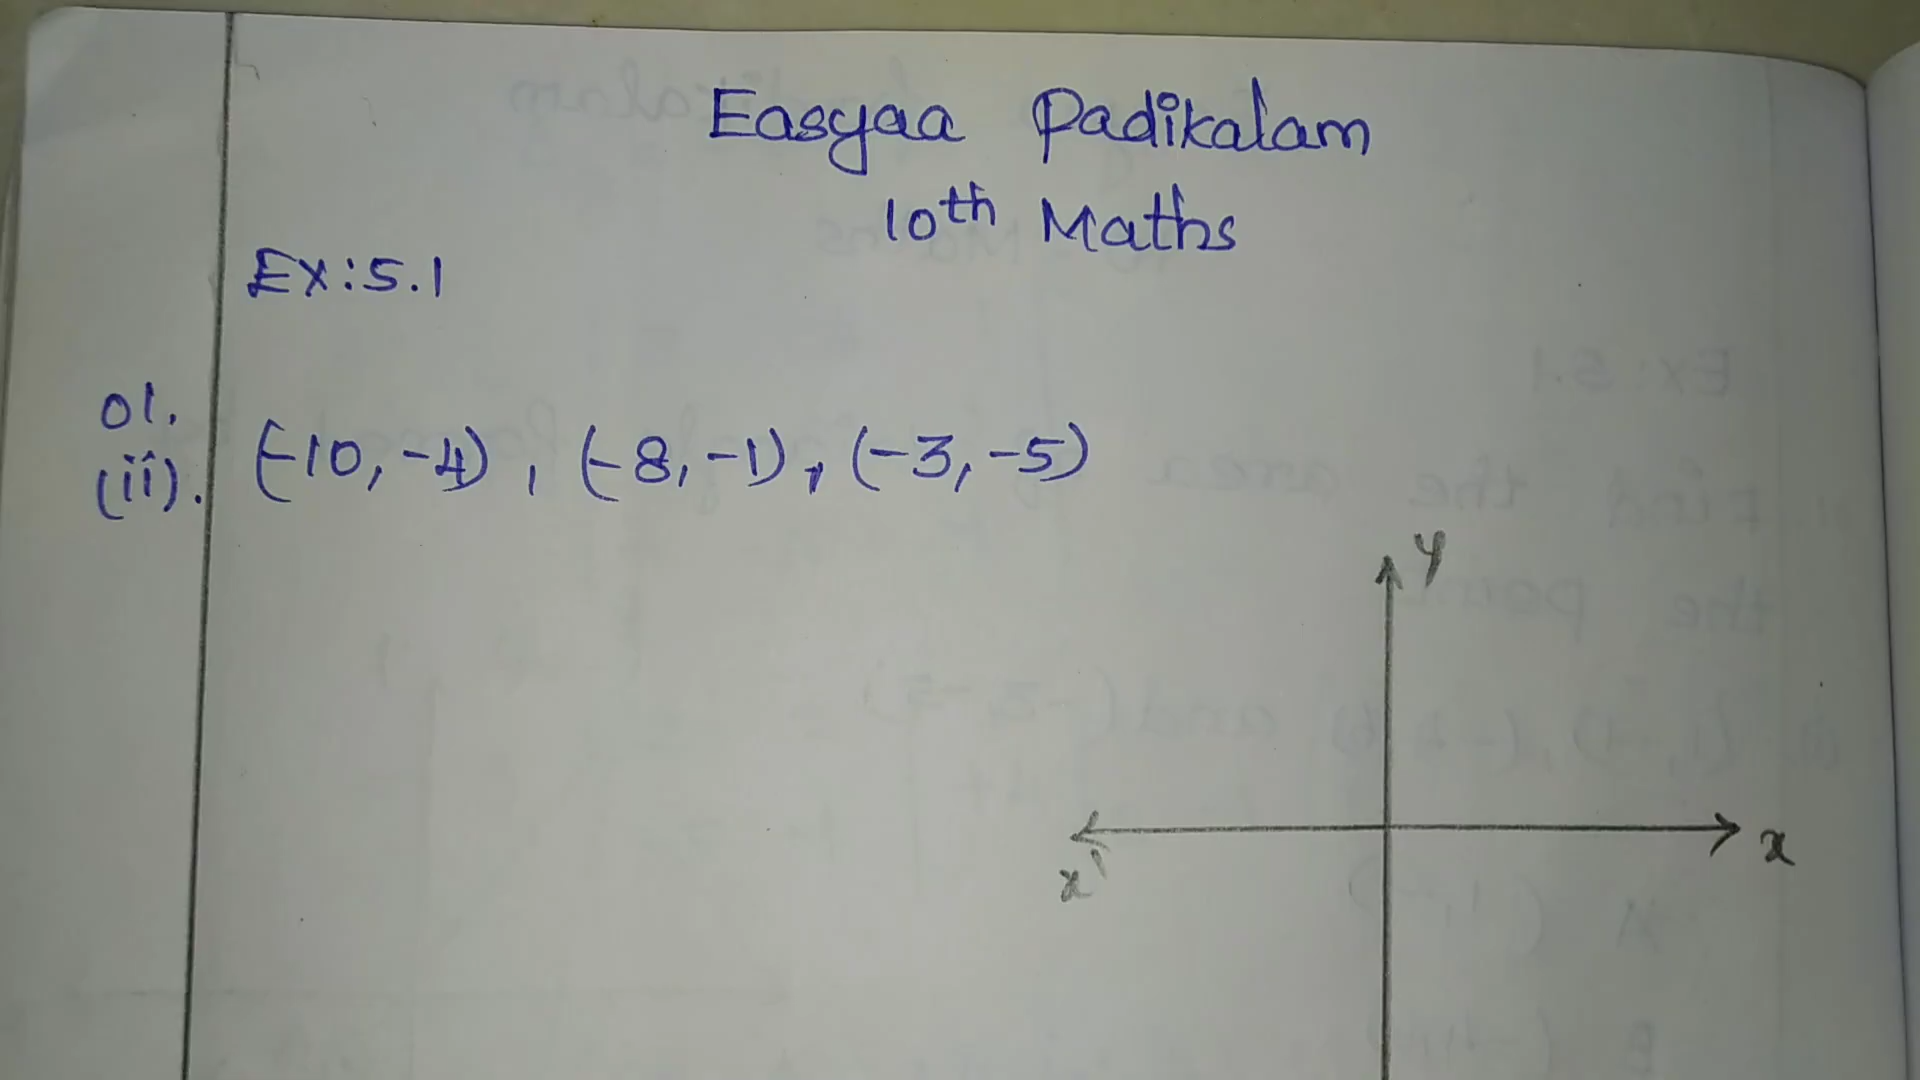 Easyaa Padikalam
10th Maths
Ex:5.1
01.
(ii). (-10,-4), (-8,-1), (-3,-5)
y
x
x'